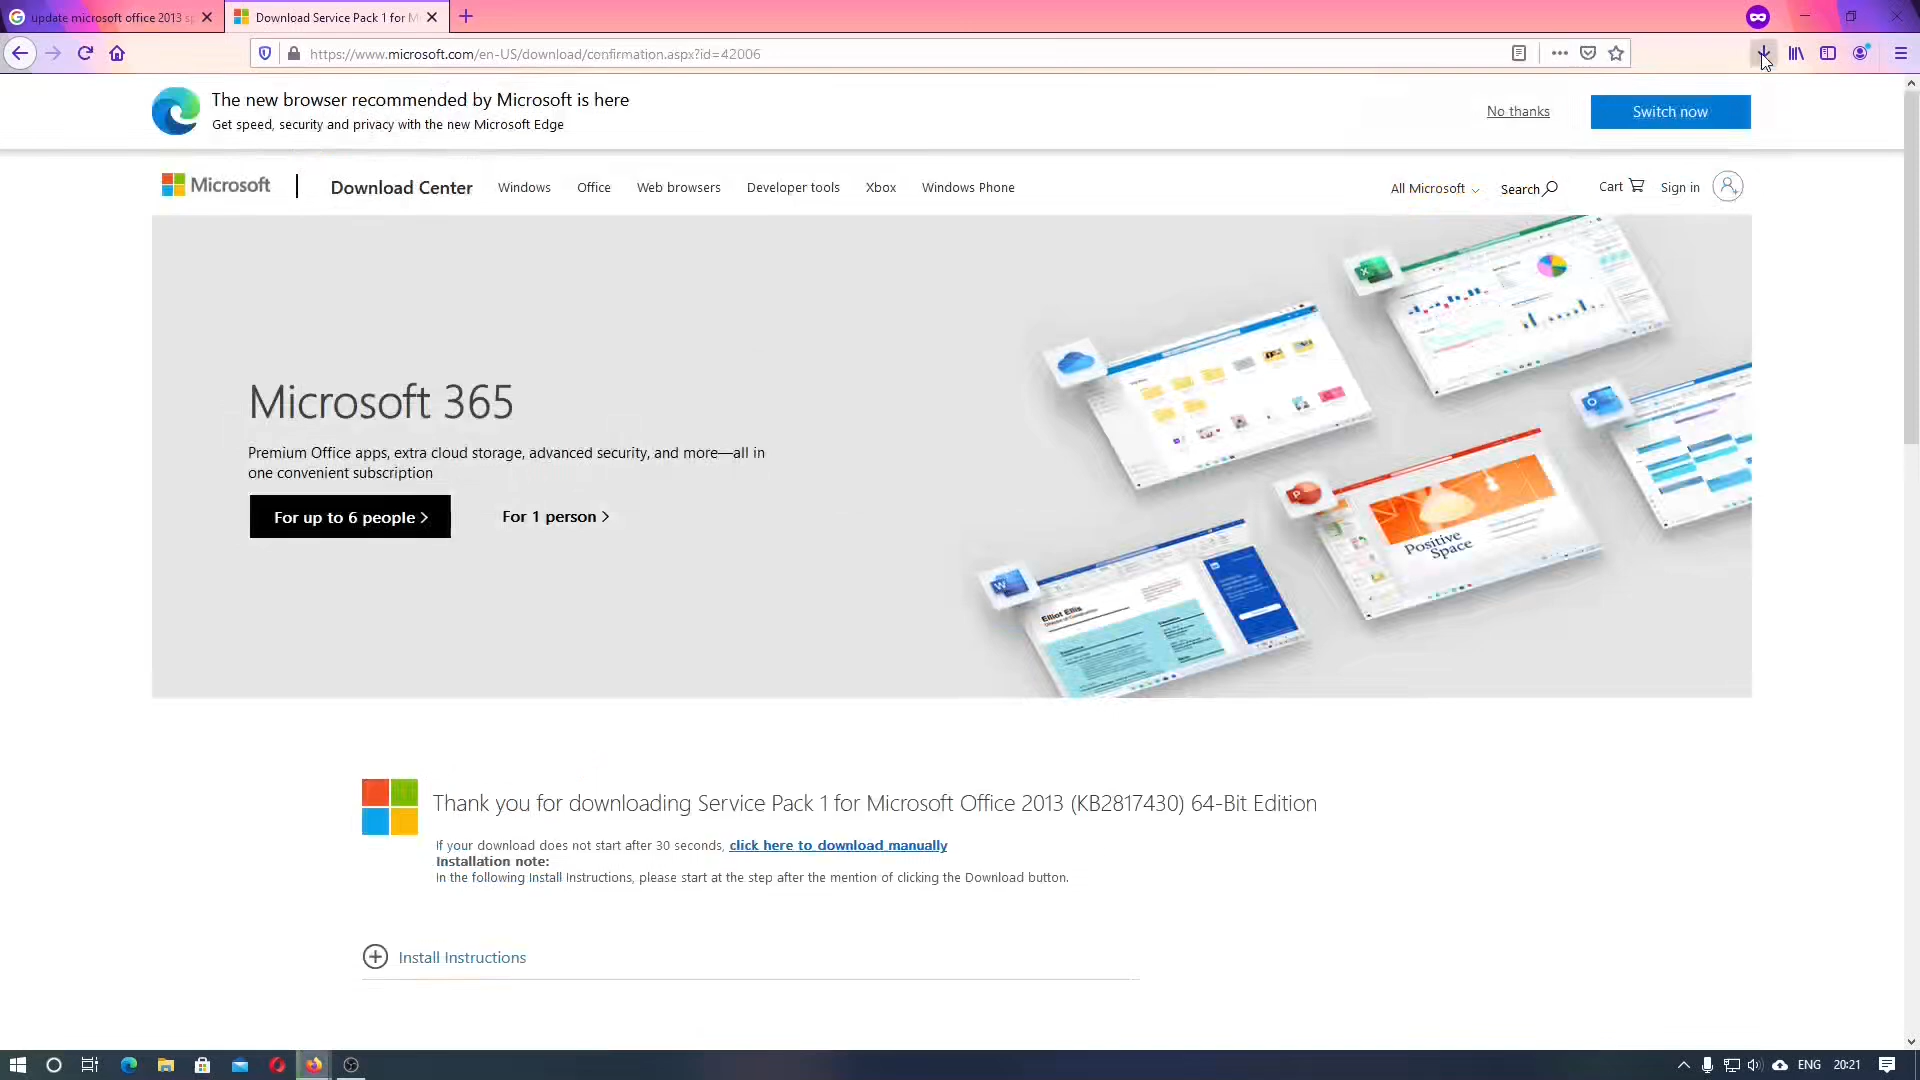 update microsoft office 2013 s
Download Service Pack 1 for M
https://www.microsoft.com/en-US/download/confirmation.aspx?id=42006
The new browser recommended by Microsoft is here
Get speed, security and privacy with the new Microsoft Edge
No thanks
Switch now
Microsoft
Download Center
Windows
Office
Web browsers
Developer tools
Xbox
Windows Phone
All Microsoft
Search
Cart
Sign in
Microsoft 365
Premium Office apps, extra cloud storage, advanced security, and more—all in
one convenient subscription
For up to 6 people
For 1 person
Positive
Space
Elliot Ellis
Thank you for downloading Service Pack 1 for Microsoft Office 2013 (KB2817430) 64-Bit Edition
If your download does not start after 30 seconds, click here to download manually
Installation note:
In the following Install Instructions, please start at the step after the mention of clicking the Download button.
Install Instructions
ENG
20:21